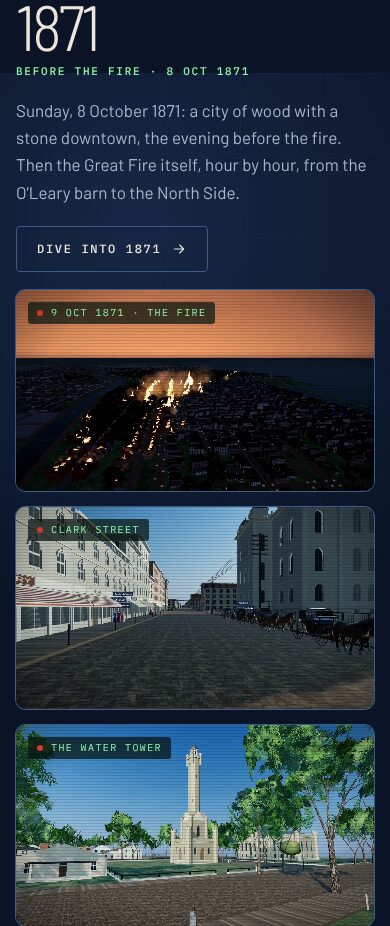 1871
BEFORE THE FIRE · 8 OCT 1871
Sunday, 8 October 1871: a city of wood with a
stone downtown, the evening before the fire.
Then the Great Fire itself, hour by hour, from the
O'Leary barn to the North Side.
DIVE INTO 1871 →
9 OCT 1871 · THE FIRE
CLARK STREET
THE WATER TOWER